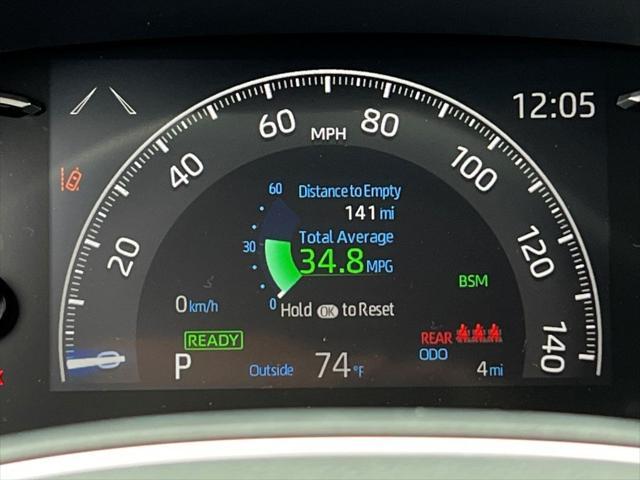 12:05
60
MPH
80
40
100
20
120
0
140
60
Distance to Empty
141 mi
Total Average
30
34.8 MPG
BSM
0 km/h
0
Hold OK to Reset
READY
REAR
P
Outside 74°F
ODO
4 mi